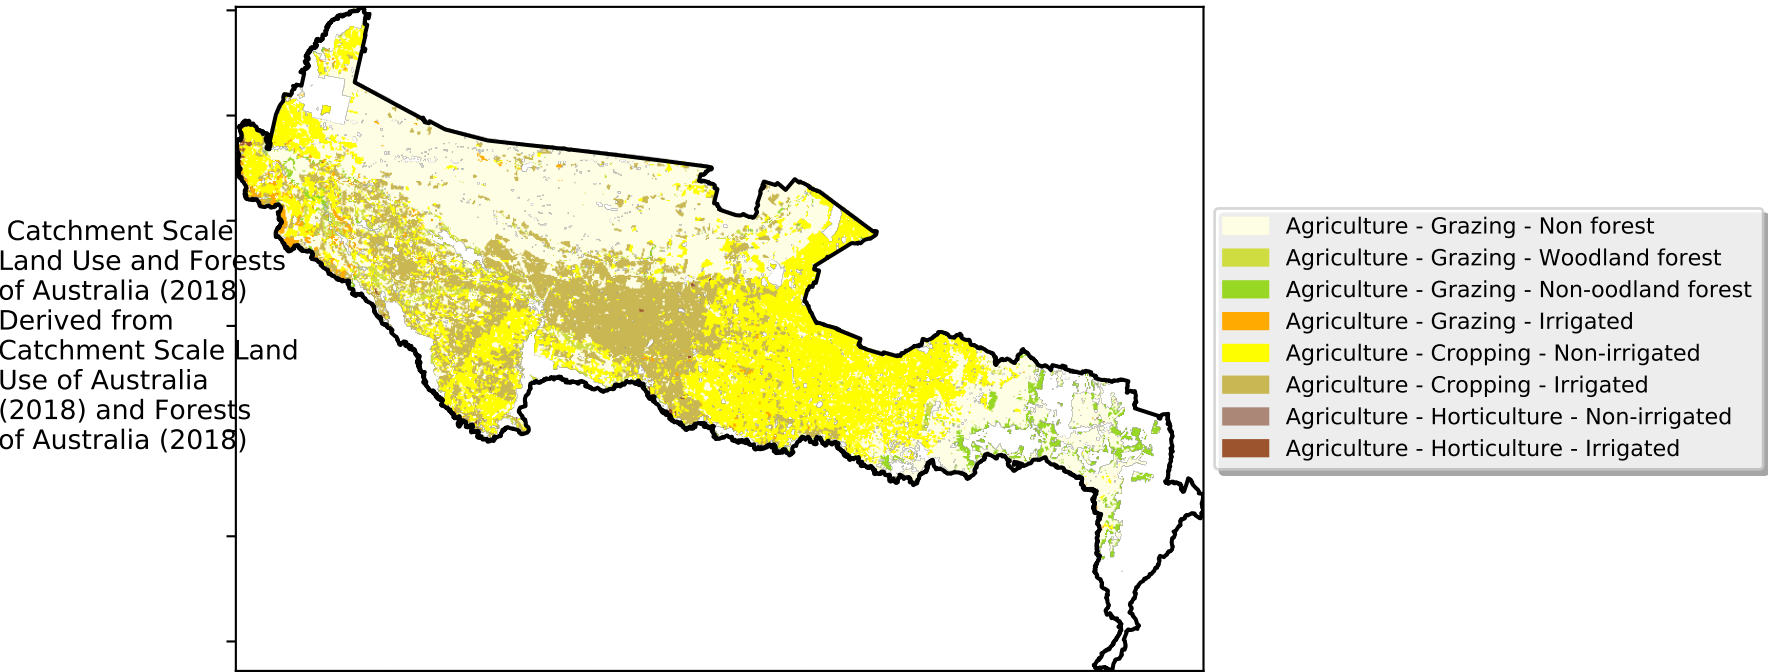 Catchment Scale
Land Use and Forests
of Australia (2018)
Derived from
Catchment Scale Land
Use of Australia
(2018) and Forests
of Australia (2018)
Agriculture - Grazing - Non forest
Agriculture - Grazing - Woodland forest
Agriculture - Grazing - Non-oodland forest
Agriculture - Grazing - Irrigated
Agriculture - Cropping - Non-irrigated
Agriculture - Cropping - Irrigated
Agriculture - Horticulture - Non-irrigated
Agriculture - Horticulture - Irrigated